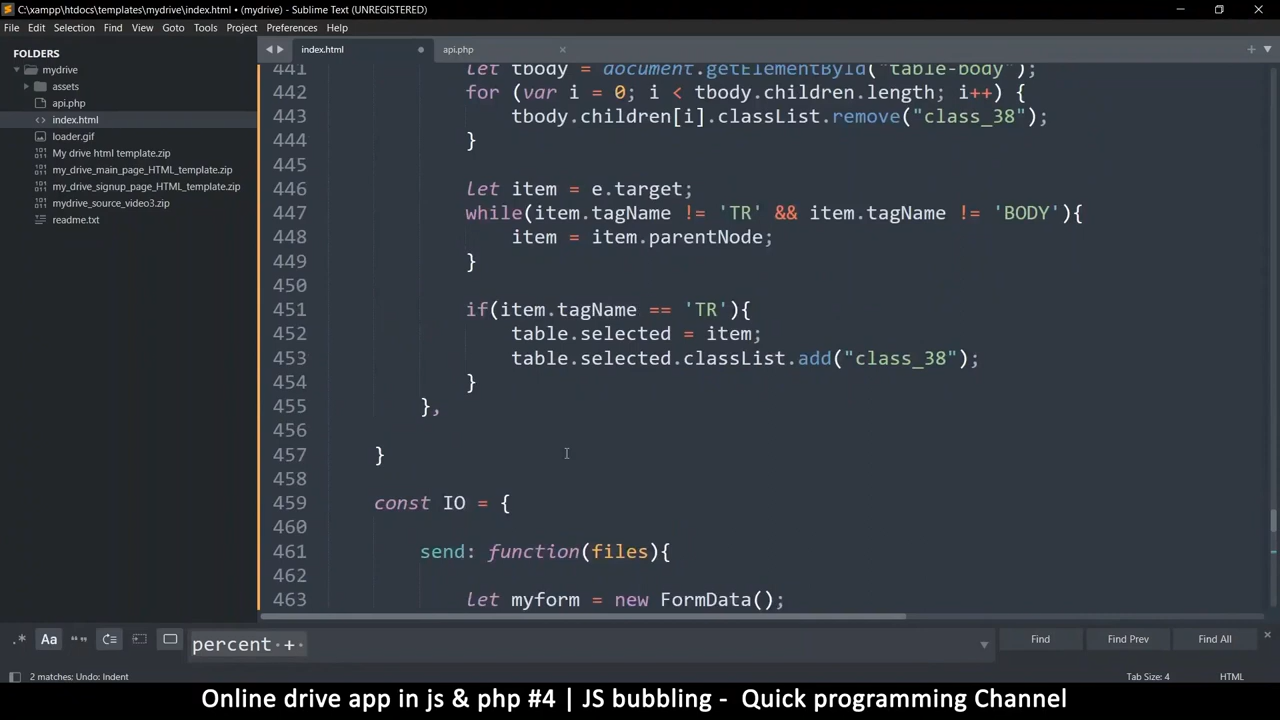 C:\xampp\htdocs\templates\mydrive\index.html • (mydrive) - Sublime Text (UNREGISTERED)
File Edit Selection Find View Goto Tools Project Preferences Help
FOLDERS
mydrive
assets
api.php
index.html
loader.gif
My drive html template.zip
my_drive_main_page_HTML_template.zip
my_drive_signup_page_HTML_template.zip
mydrive_source_video3.zip
readme.txt
index.html api.php
441 let tbody = document.getElementById("table-body");
442 for (var i = 0; i < tbody.children.length; i++) {
443 tbody.children[i].classList.remove("class_38");
444 }
445
446 let item = e.target;
447 while(item.tagName != 'TR' && item.tagName != 'BODY'){
448 item = item.parentNode;
449 }
450
451 if(item.tagName == 'TR'){
452 table.selected = item;
453 table.selected.classList.add("class_38");
454 }
455 },
456
457 }
458
459 const IO = {
460
461 send: function(files){
462
463 let myform = new FormData();
.* Aa percent + Find Find Prev Find All
2 matches; Undo: Indent Tab Size: 4 HTML
Online drive app in js & php #4 | JS bubbling - Quick programming Channel